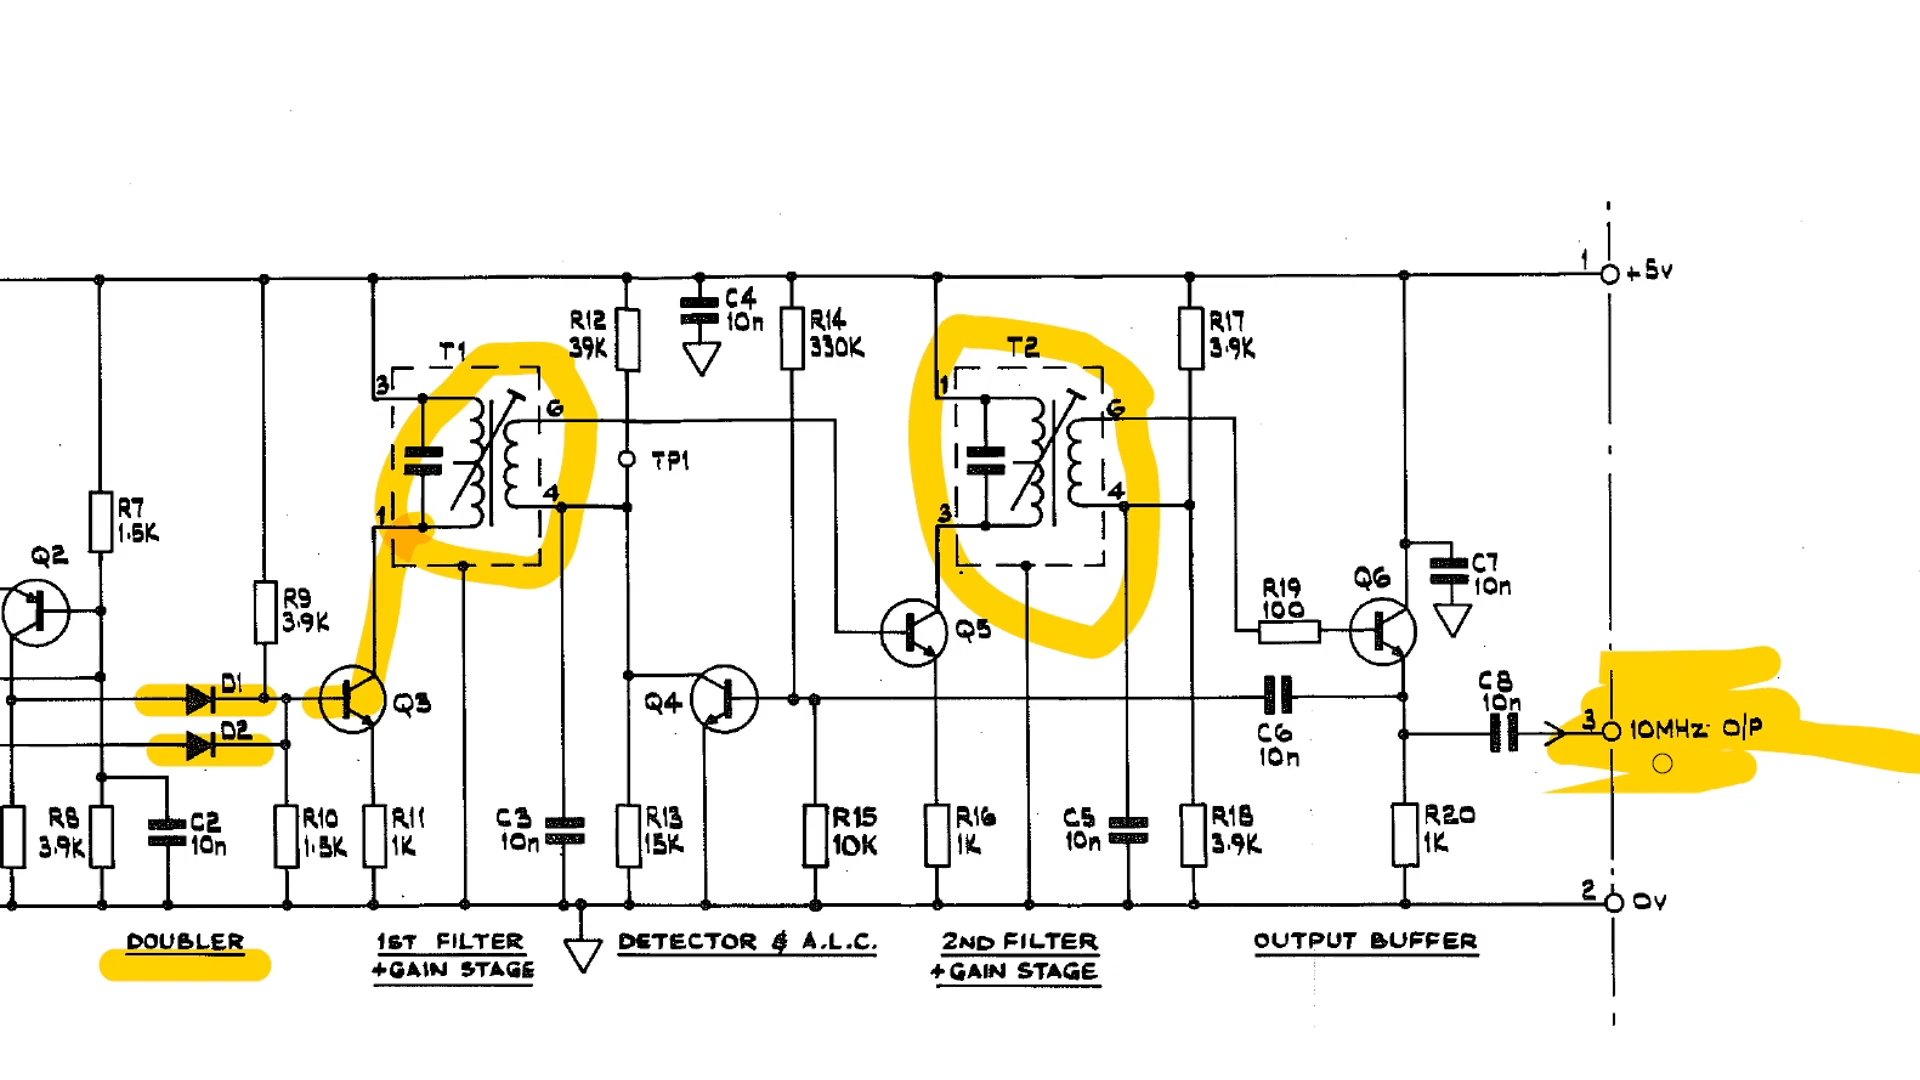 1
+5V
C4
10n
R12
39K
R14
330K
R17
3.9K
T1
T2
3
1
6
6
TP1
4
4
1
3
R7
1.5K
Q2
R9
3.9K
D1
D2
Q3
Q4
Q5
R19
100
Q6
C7
10n
C6
10n
C8
10n
3
10MHz O/P
R8
3.9K
C2
10n
R10
1.5K
R11
1K
C3
10n
R13
15K
R15
10K
R16
1K
C5
10n
R18
3.9K
R20
1K
2
0V
DOUBLER
1ST FILTER
+GAIN STAGE
DETECTOR & A.L.C.
2ND FILTER
+GAIN STAGE
OUTPUT BUFFER